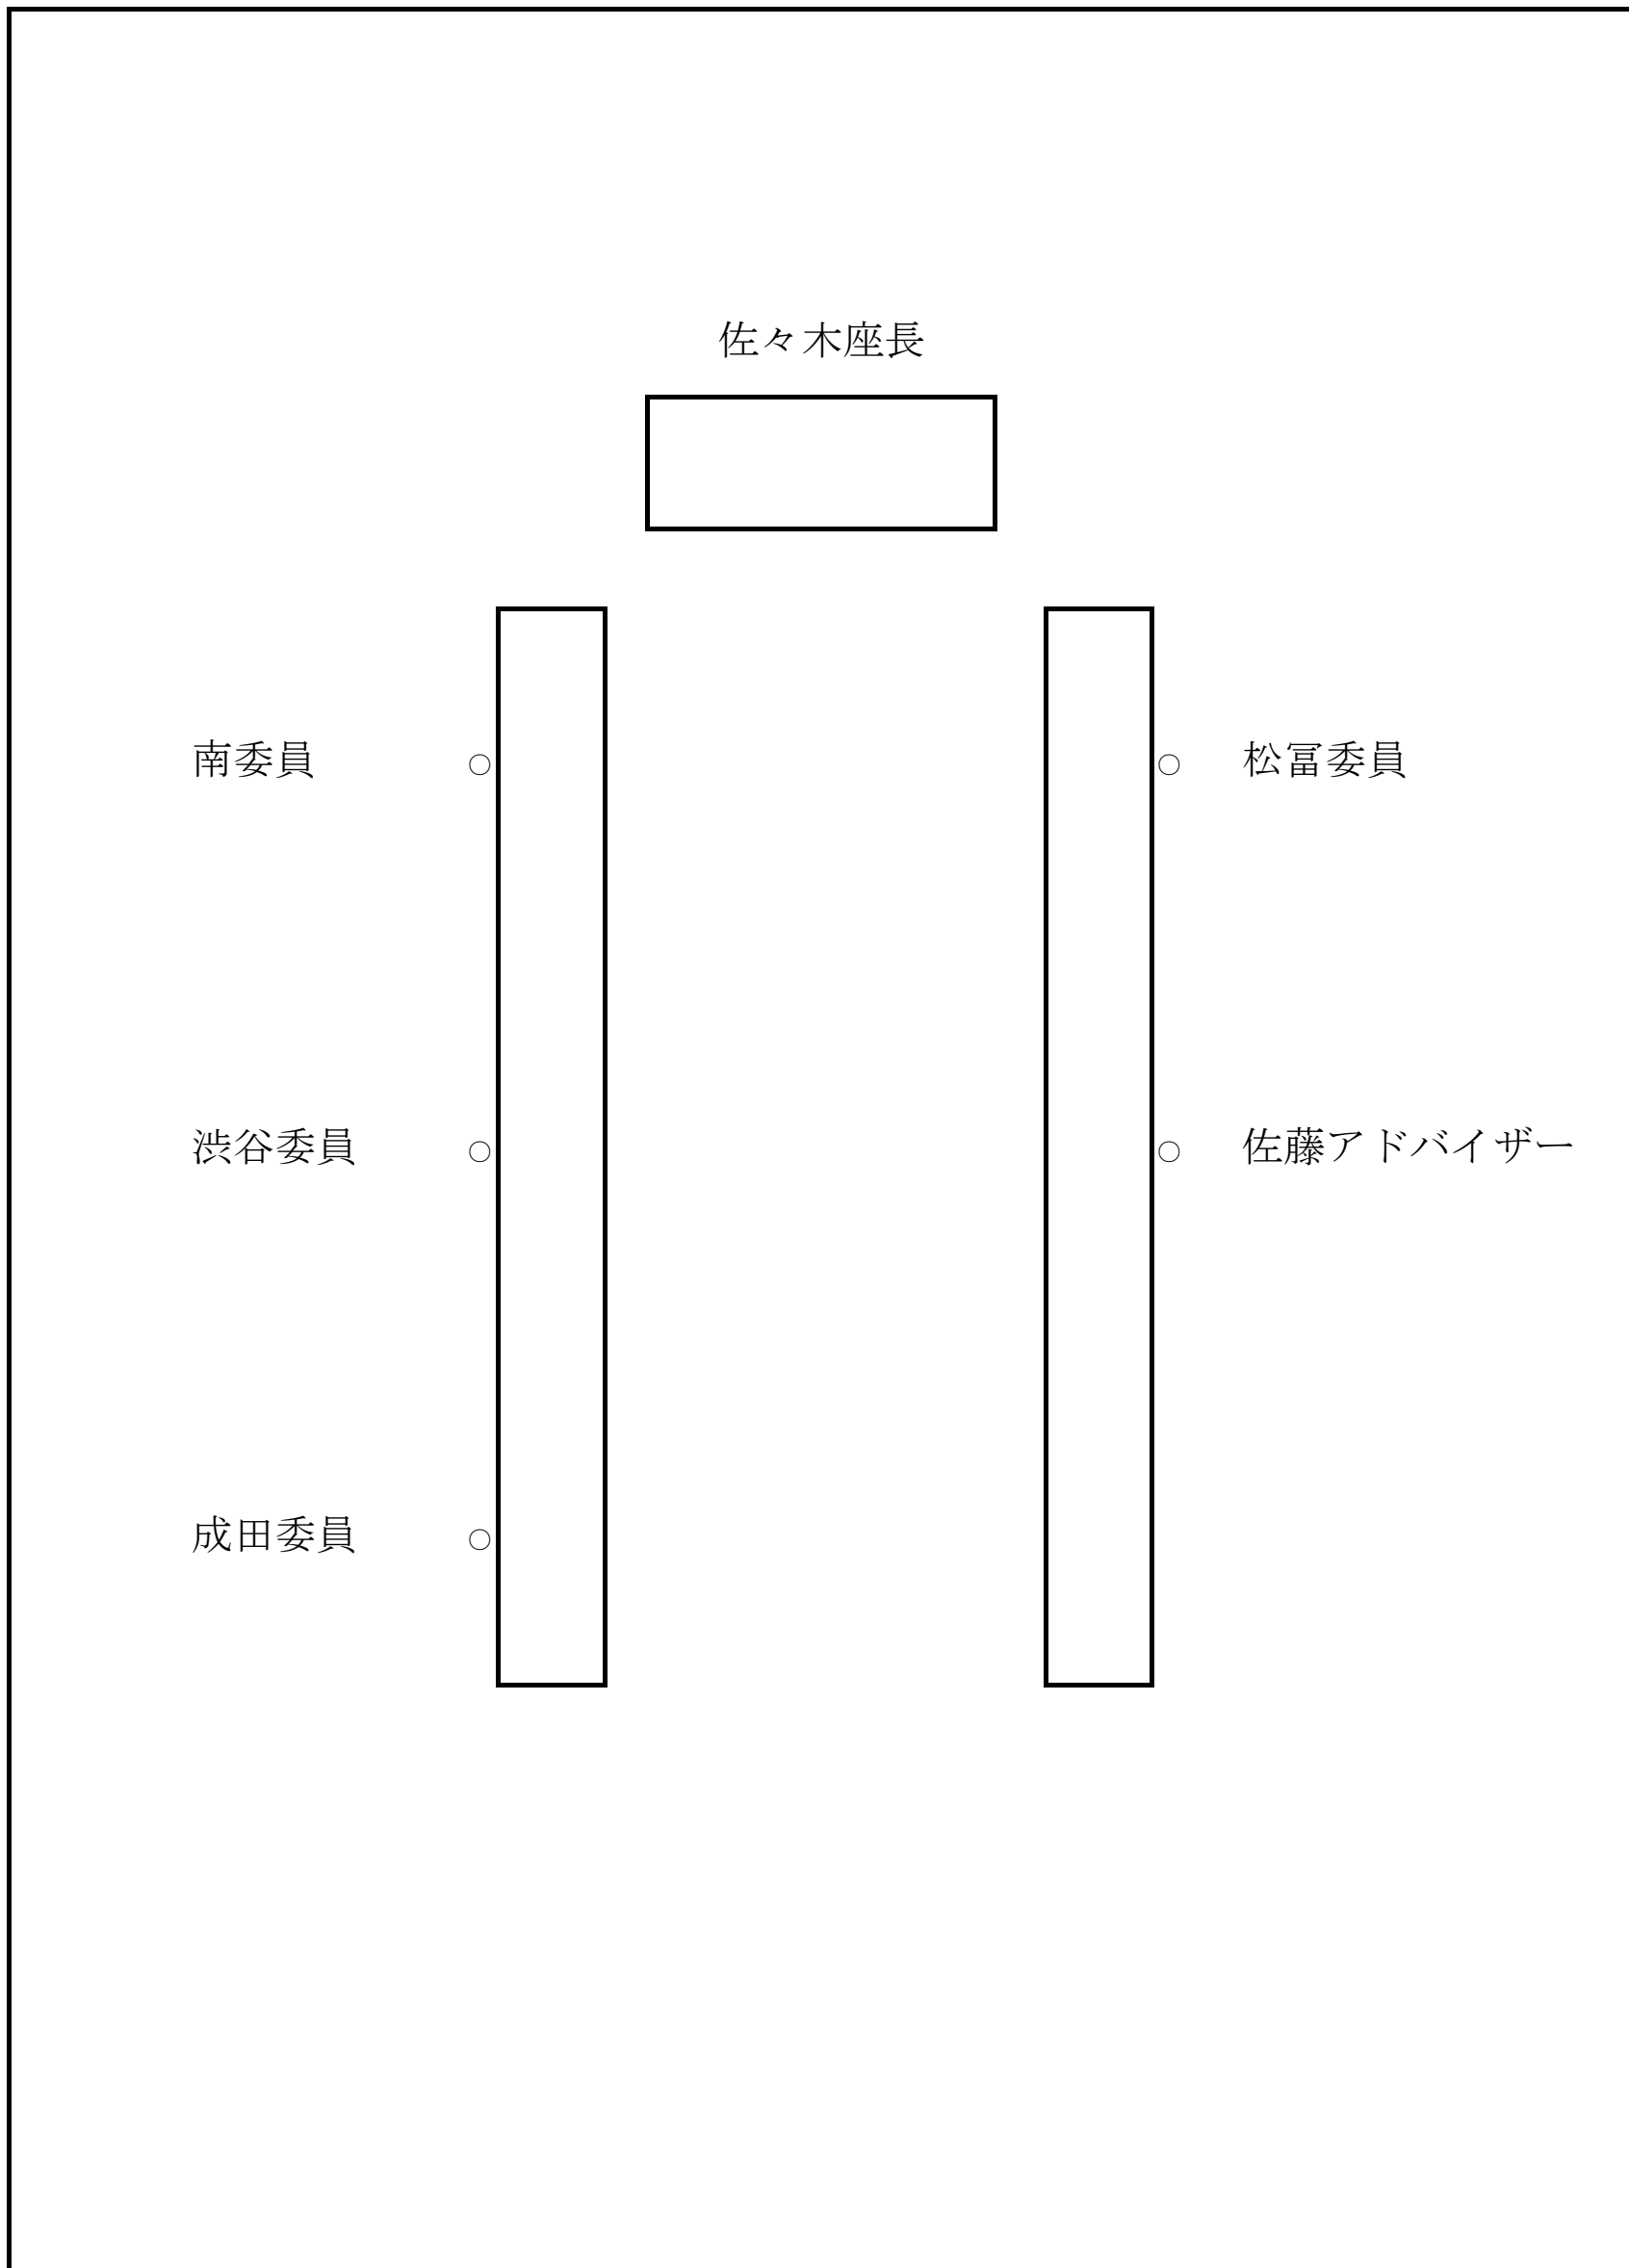 佐々木座長
南委員 ○ ○ 松冨委員
渋谷委員 ○ ○ 佐藤アドバイザー
成田委員 ○